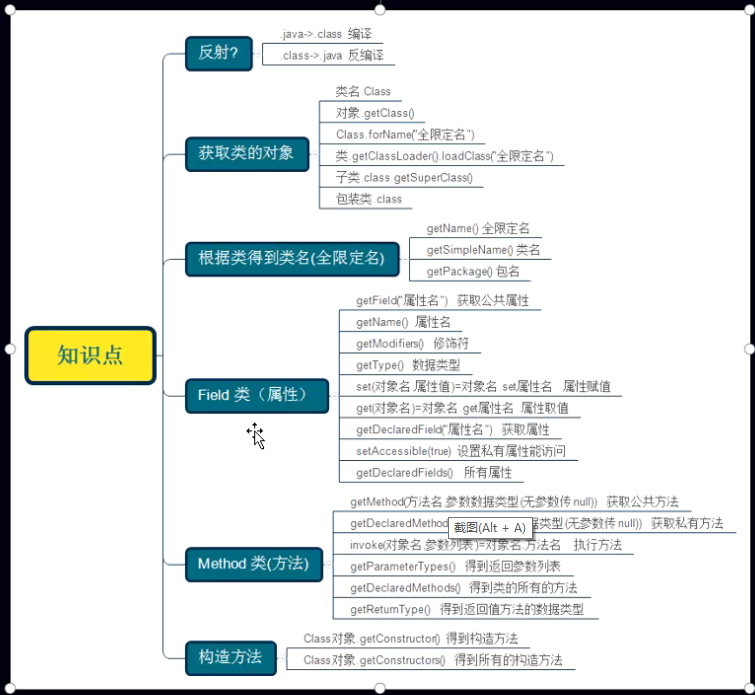 知识点
反射?
.java->.class 编译
.class->.java 反编译
获取类的对象
类名.Class
对象.getClass()
Class.forName("全限定名")
类.getClassLoader().loadClass("全限定名")
子类.class.getSuperClass()
包装类.class
根据类得到类名(全限定名)
getName() 全限定名
getSimpleName() 类名
getPackage() 包名
Field 类（属性）
getField("属性名") 获取公共属性
getName() 属性名
getModifiers() 修饰符
getType() 数据类型
set(对象名,属性值)=对象名.set属性名 属性赋值
get(对象名)=对象名.get属性名 属性取值
getDeclaredField("属性名") 获取属性
setAccessible(true) 设置私有属性能访问
getDeclaredFields() 所有属性
Method 类(方法)
getMethod(方法名,参数数据类型(无参数传 null)) 获取公共方法
getDeclaredMethod 据类型(无参数传 null)) 获取私有方法
截图(Alt + A)
invoke(对象名,参数列表)=对象名.方法名 执行方法
getParameterTypes() 得到返回参数列表
getDeclaredMethods() 得到类的所有的方法
getReturnType() 得到返回值方法的数据类型
构造方法
Class对象.getConstructor() 得到构造方法
Class对象.getConstructors() 得到所有的构造方法